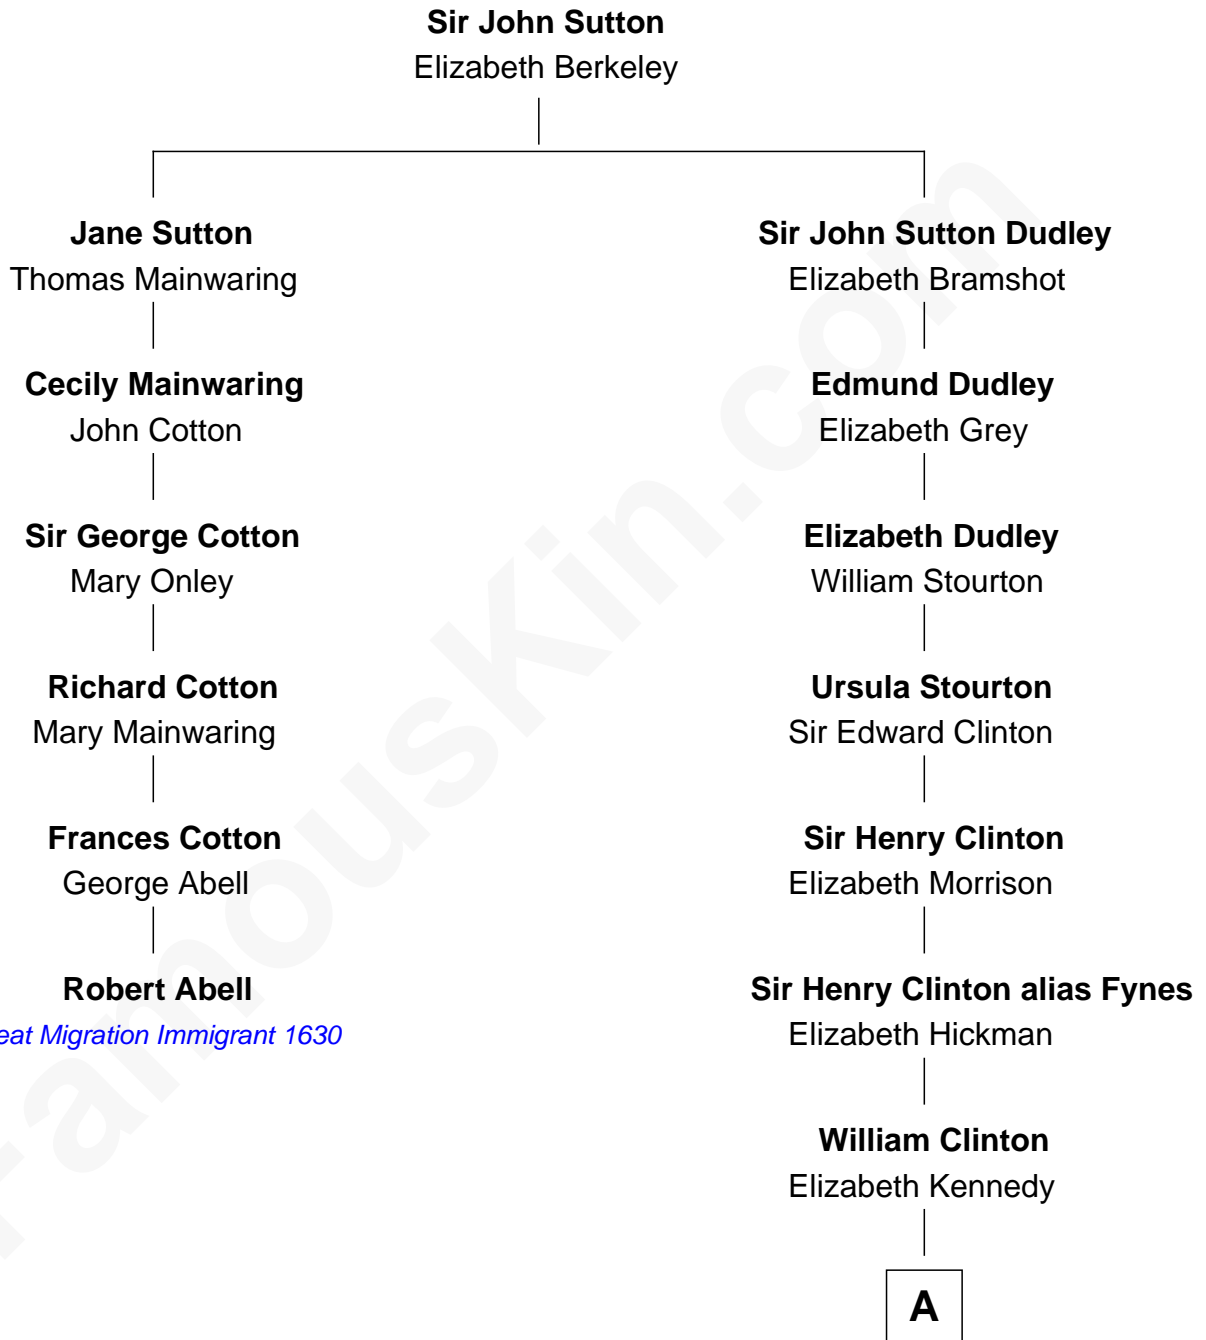 Sir John Sutton
Elizabeth Berkeley
Jane Sutton
Thomas Mainwaring
Cecily Mainwaring
John Cotton
Sir George Cotton
Mary Onley
Richard Cotton
Mary Mainwaring
Frances Cotton
George Abell
Robert Abell
eat Migration Immigrant 1630
Sir John Sutton Dudley
Elizabeth Bramshot
Edmund Dudley
Elizabeth Grey
Elizabeth Dudley
William Stourton
Ursula Stourton
Sir Edward Clinton
Sir Henry Clinton
Elizabeth Morrison
Sir Henry Clinton alias Fynes
Elizabeth Hickman
William Clinton
Elizabeth Kennedy
A
FamousKin.com